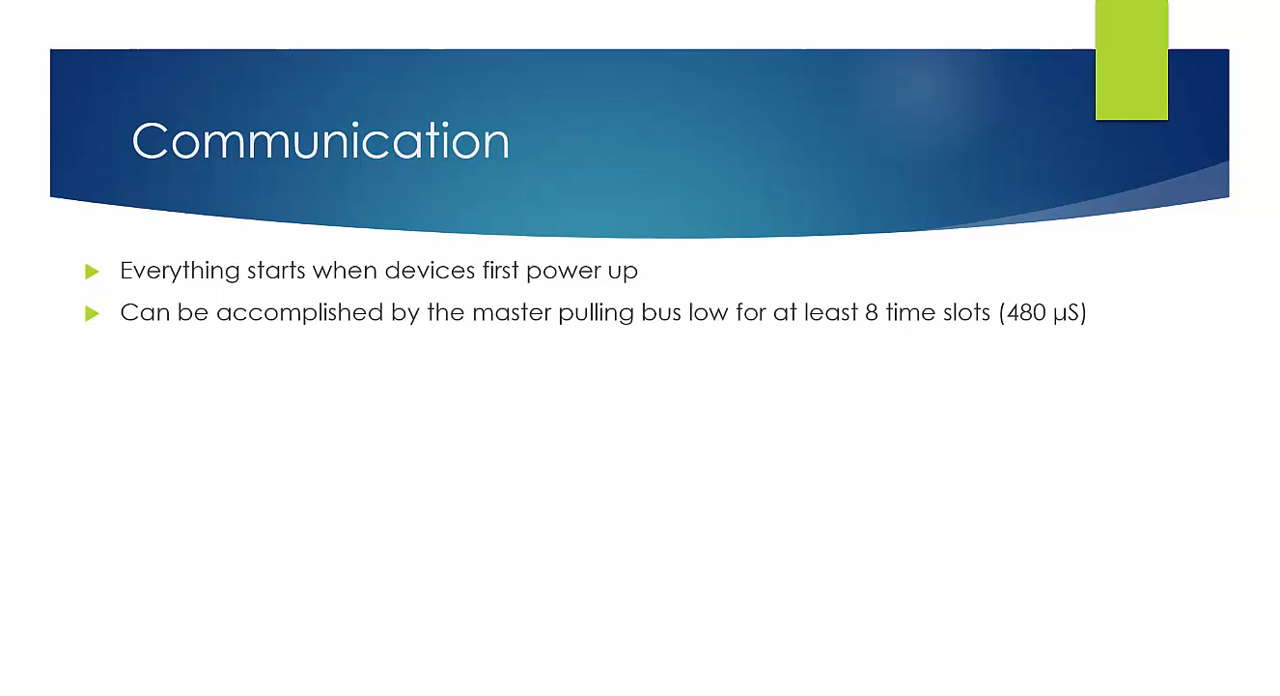 Communication
Everything starts when devices first power up
Can be accomplished by the master pulling bus low for at least 8 time slots (480 µS)